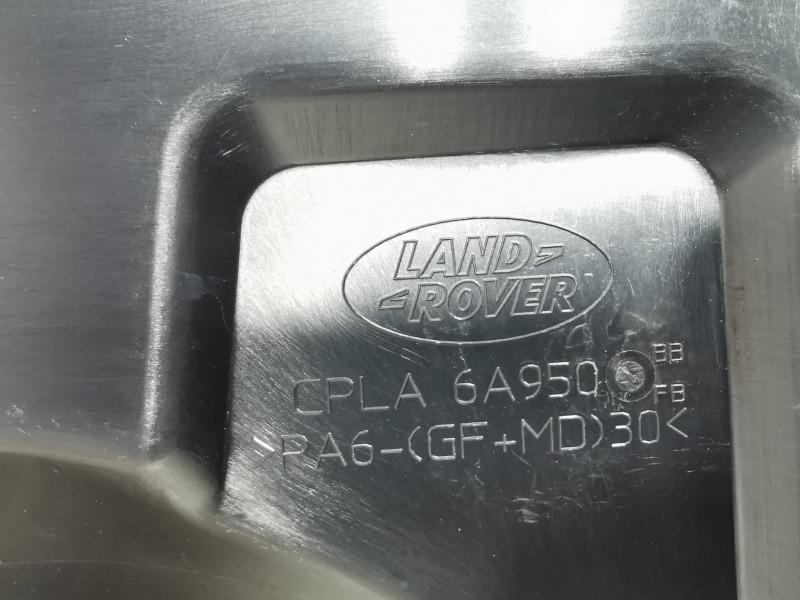 LAND
ROVER
CPLA 6A950 BB
FB
>PA6-(GF+MD)30<